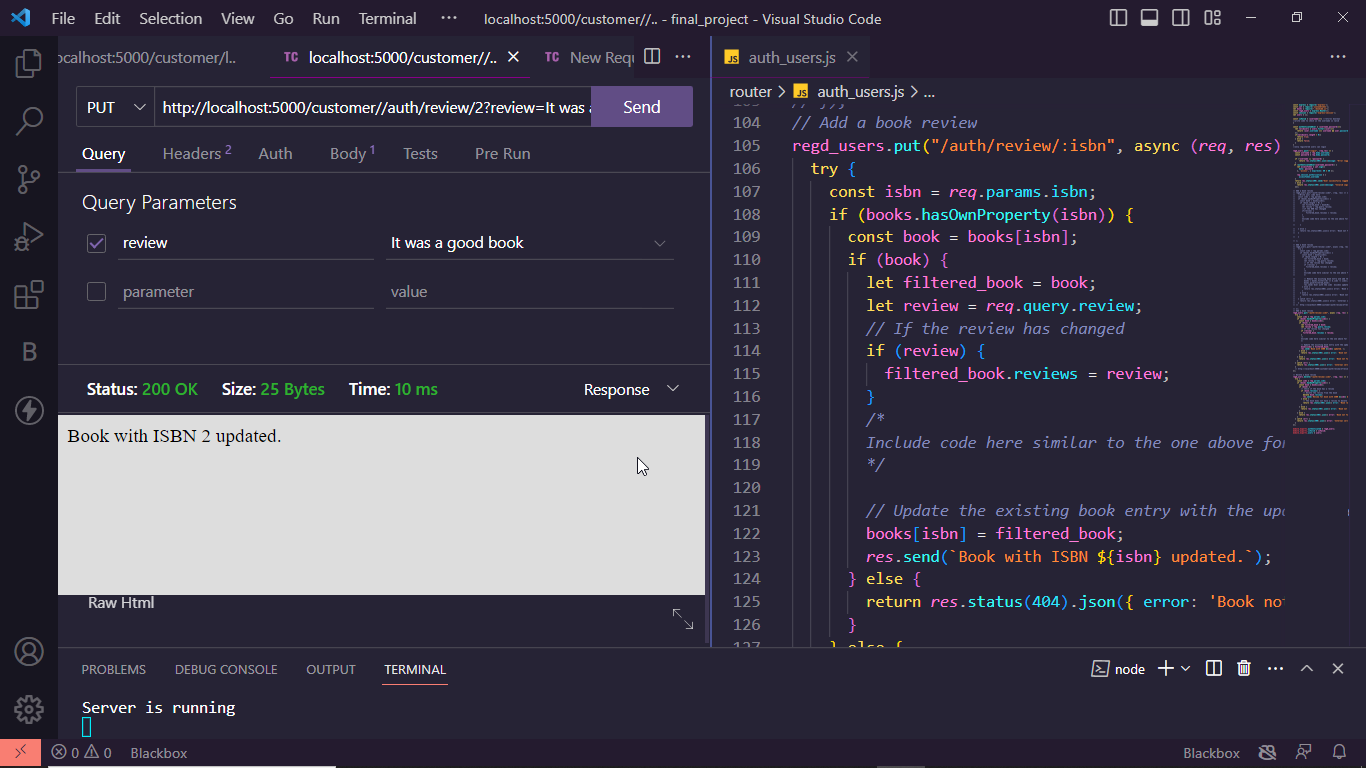 File Edit Selection View Go Run Terminal ··· localhost:5000/customer//.. - final_project - Visual Studio Code
ocalhost:5000/customer/l.. TC localhost:5000/customer//.. TC New Requ
JS auth_users.js
PUT http://localhost:5000/customer//auth/review/2?review=It was a Send
Query Headers 2 Auth Body 1 Tests Pre Run
Query Parameters
review It was a good book
parameter value
Status: 200 OK Size: 25 Bytes Time: 10 ms Response
Book with ISBN 2 updated.
Raw Html
router > JS auth_users.js > ...
104 // Add a book review
105 regd_users.put("/auth/review/:isbn", async (req, res)
106 try {
107 const isbn = req.params.isbn;
108 if (books.hasOwnProperty(isbn)) {
109 const book = books[isbn];
110 if (book) {
111 let filtered_book = book;
112 let review = req.query.review;
113 // If the review has changed
114 if (review) {
115 filtered_book.reviews = review;
116 }
117 /*
118 Include code here similar to the one above for
119 */
120
121 // Update the existing book entry with the upd
122 books[isbn] = filtered_book;
123 res.send(`Book with ISBN ${isbn} updated.`);
124 } else {
125 return res.status(404).json({ error: 'Book not
126 }
127 } else {
PROBLEMS DEBUG CONSOLE OUTPUT TERMINAL node
Server is running
0 0 Blackbox Blackbox
B